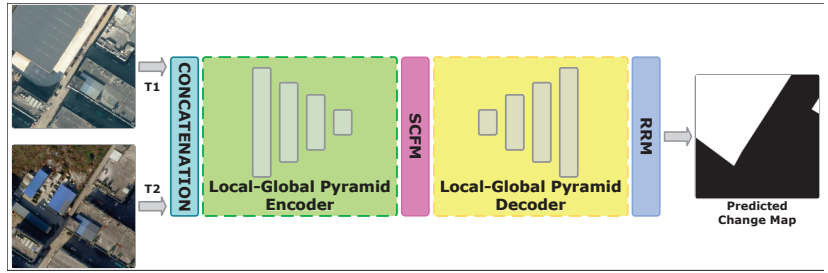 T1
T2
CONCATENATION
Local-Global Pyramid
Encoder
SCFM
Local-Global Pyramid
Decoder
RRM
Predicted
Change Map